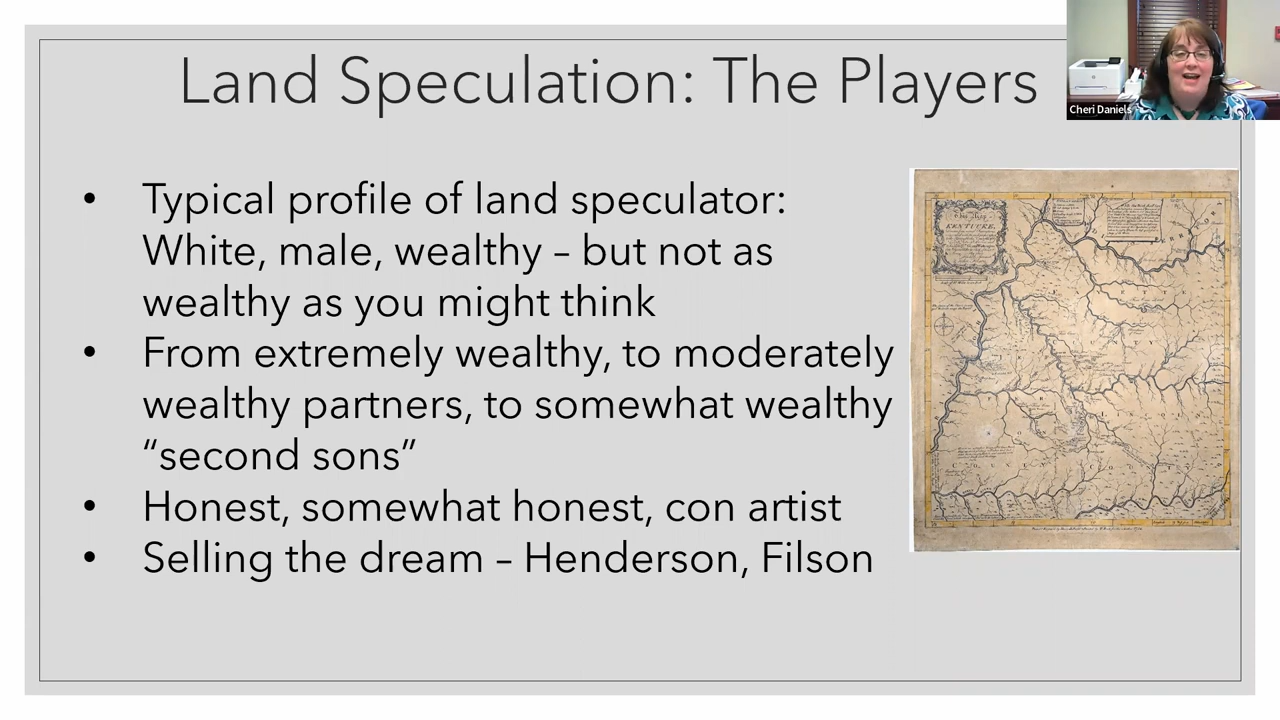 Land Speculation: The Players
Cheri Daniels
• Typical profile of land speculator:
White, male, wealthy – but not as
wealthy as you might think
• From extremely wealthy, to moderately
wealthy partners, to somewhat wealthy
“second sons”
• Honest, somewhat honest, con artist
• Selling the dream – Henderson, Filson
KENTUCKE